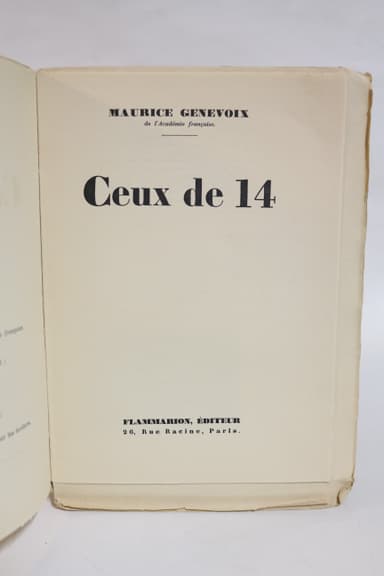 MAURICE GENEVOIX
de l'Académie française.
Ceux de 14
FLAMMARION, ÉDITEUR
26, Rue Racine, Paris.